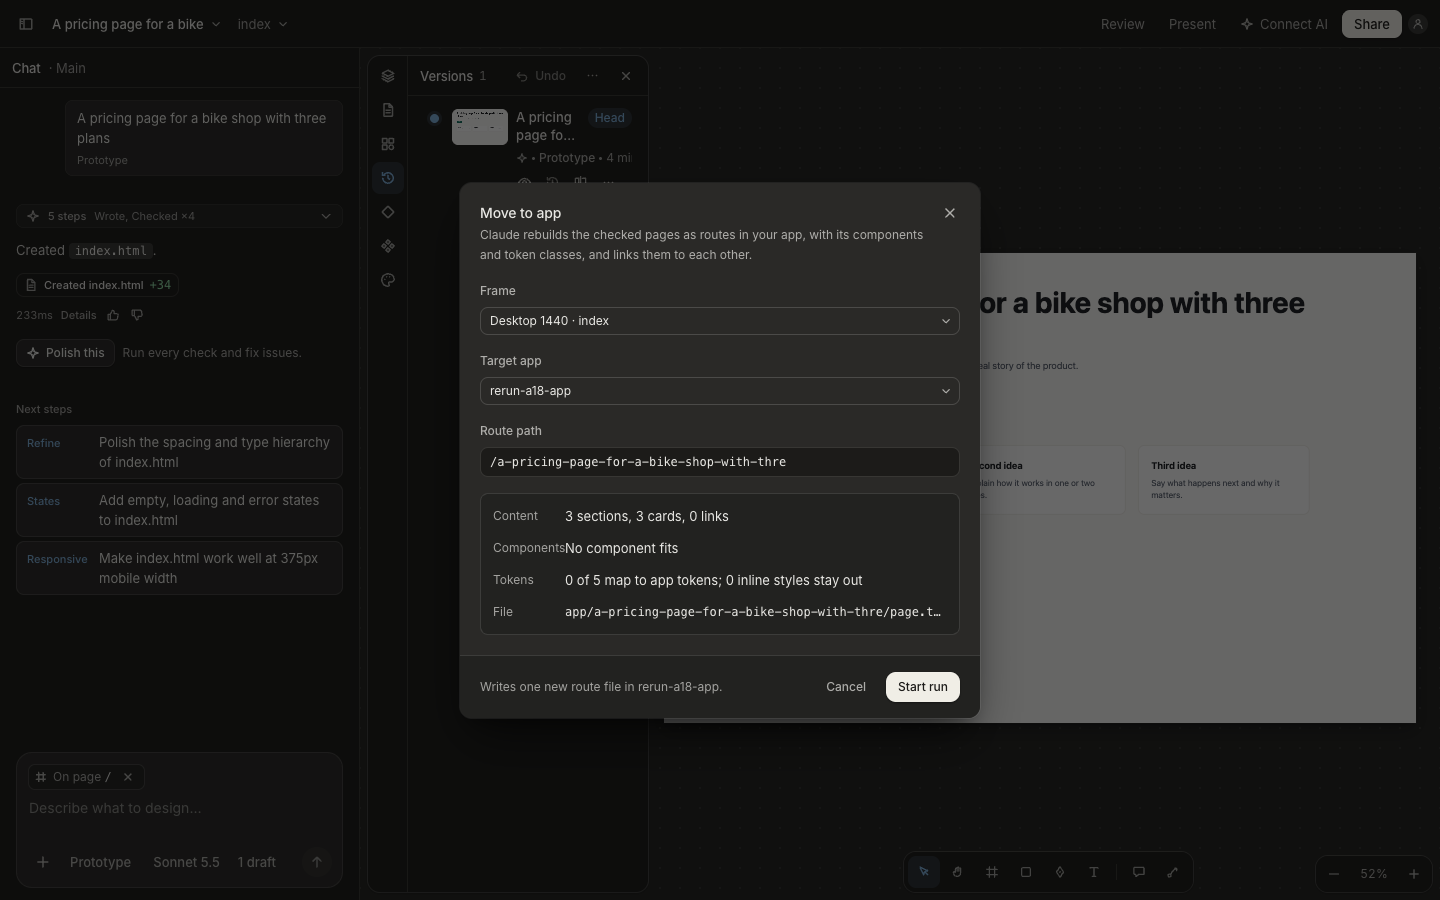 A pricing page for a bike
index
Review
Present
Connect AI
Share
Chat · Main
A pricing page for a bike shop with three
plans
Prototype
5 steps Wrote, Checked ×4
Created index.html.
Created index.html +34
233ms Details
Polish this Run every check and fix issues.
Next steps
Refine Polish the spacing and type hierarchy
of index.html
States Add empty, loading and error states
to index.html
Responsive Make index.html work well at 375px
mobile width
On page /
Describe what to design...
Prototype Sonnet 5.5 1 draft
Versions 1 Undo
A pricing Head
page fo...
• Prototype • 4 mi
Move to app
Claude rebuilds the checked pages as routes in your app, with its components
and token classes, and links them to each other.
Frame
Desktop 1440 · index
Target app
rerun-a18-app
Route path
/a-pricing-page-for-a-bike-shop-with-thre
Content 3 sections, 3 cards, 0 links
Components No component fits
Tokens 0 of 5 map to app tokens; 0 inline styles stay out
File app/a-pricing-page-for-a-bike-shop-with-thre/page.t…
Writes one new route file in rerun-a18-app.
Cancel
Start run
or a bike shop with three
eal story of the product.
cond idea
lain how it works in one or two
s.
Third idea
Say what happens next and why it
matters.
T
52%